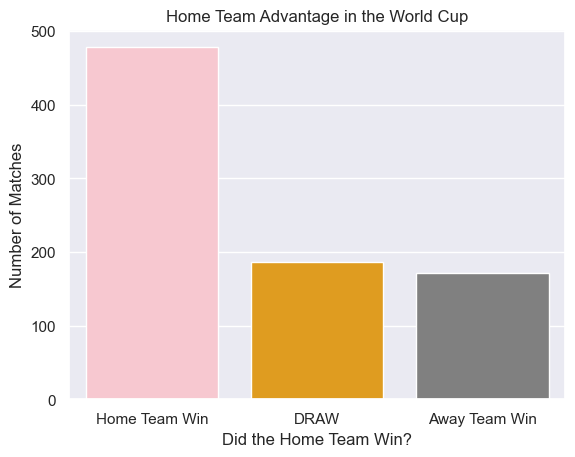 Home Team Advantage in the World Cup
500
400
300
200
100
0
Number of Matches
Home Team Win
DRAW
Away Team Win
Did the Home Team Win?